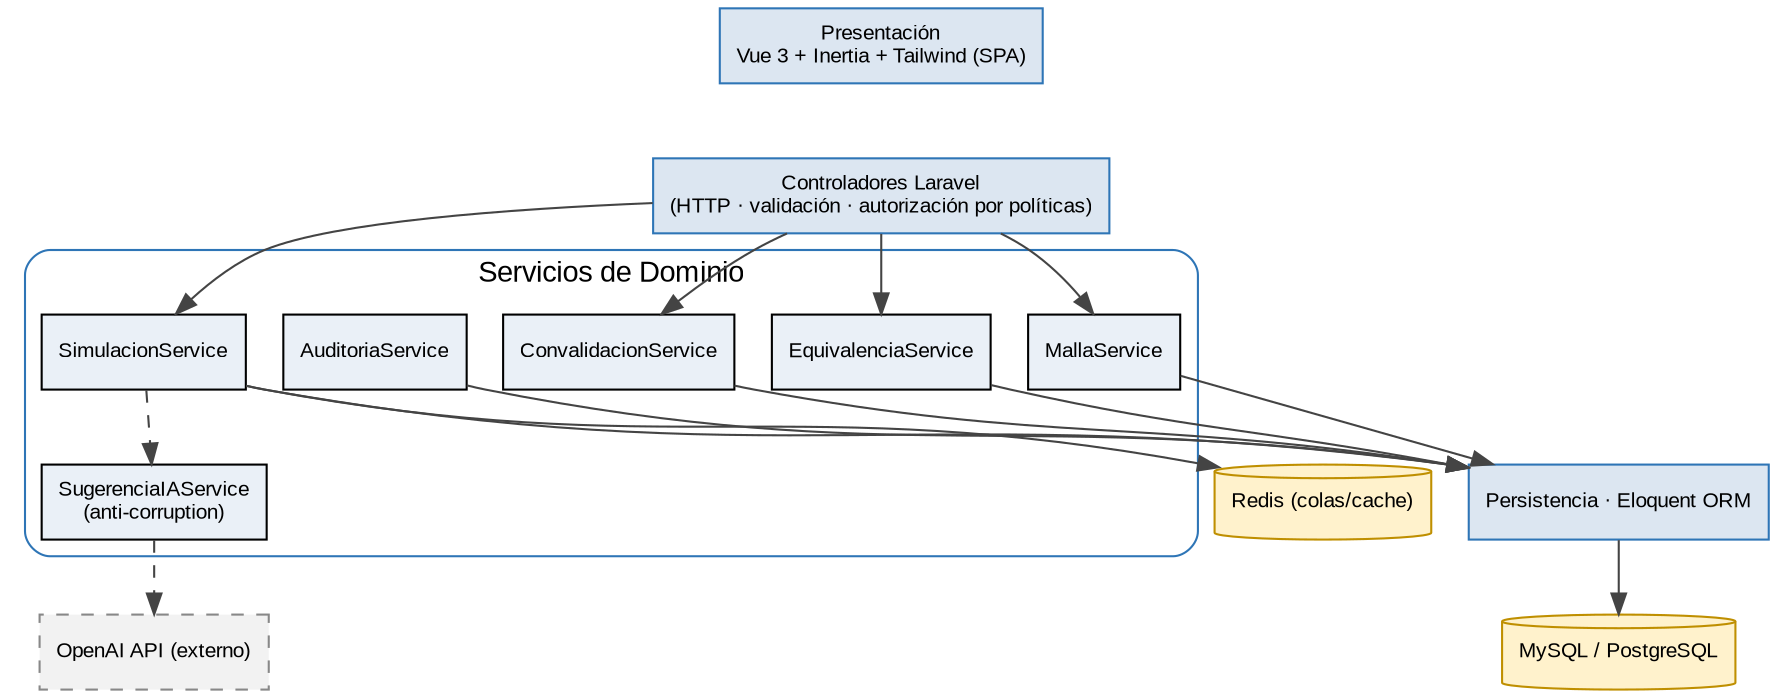 Presentación
Vue 3 + Inertia + Tailwind (SPA)
Controladores Laravel
(HTTP · validación · autorización por políticas)
Servicios de Dominio
SimulacionService
AuditoriaService
ConvalidacionService
EquivalenciaService
MallaService
SugerenciaIAService
(anti-corruption)
Redis (colas/cache)
Persistencia · Eloquent ORM
OpenAI API (externo)
MySQL / PostgreSQL